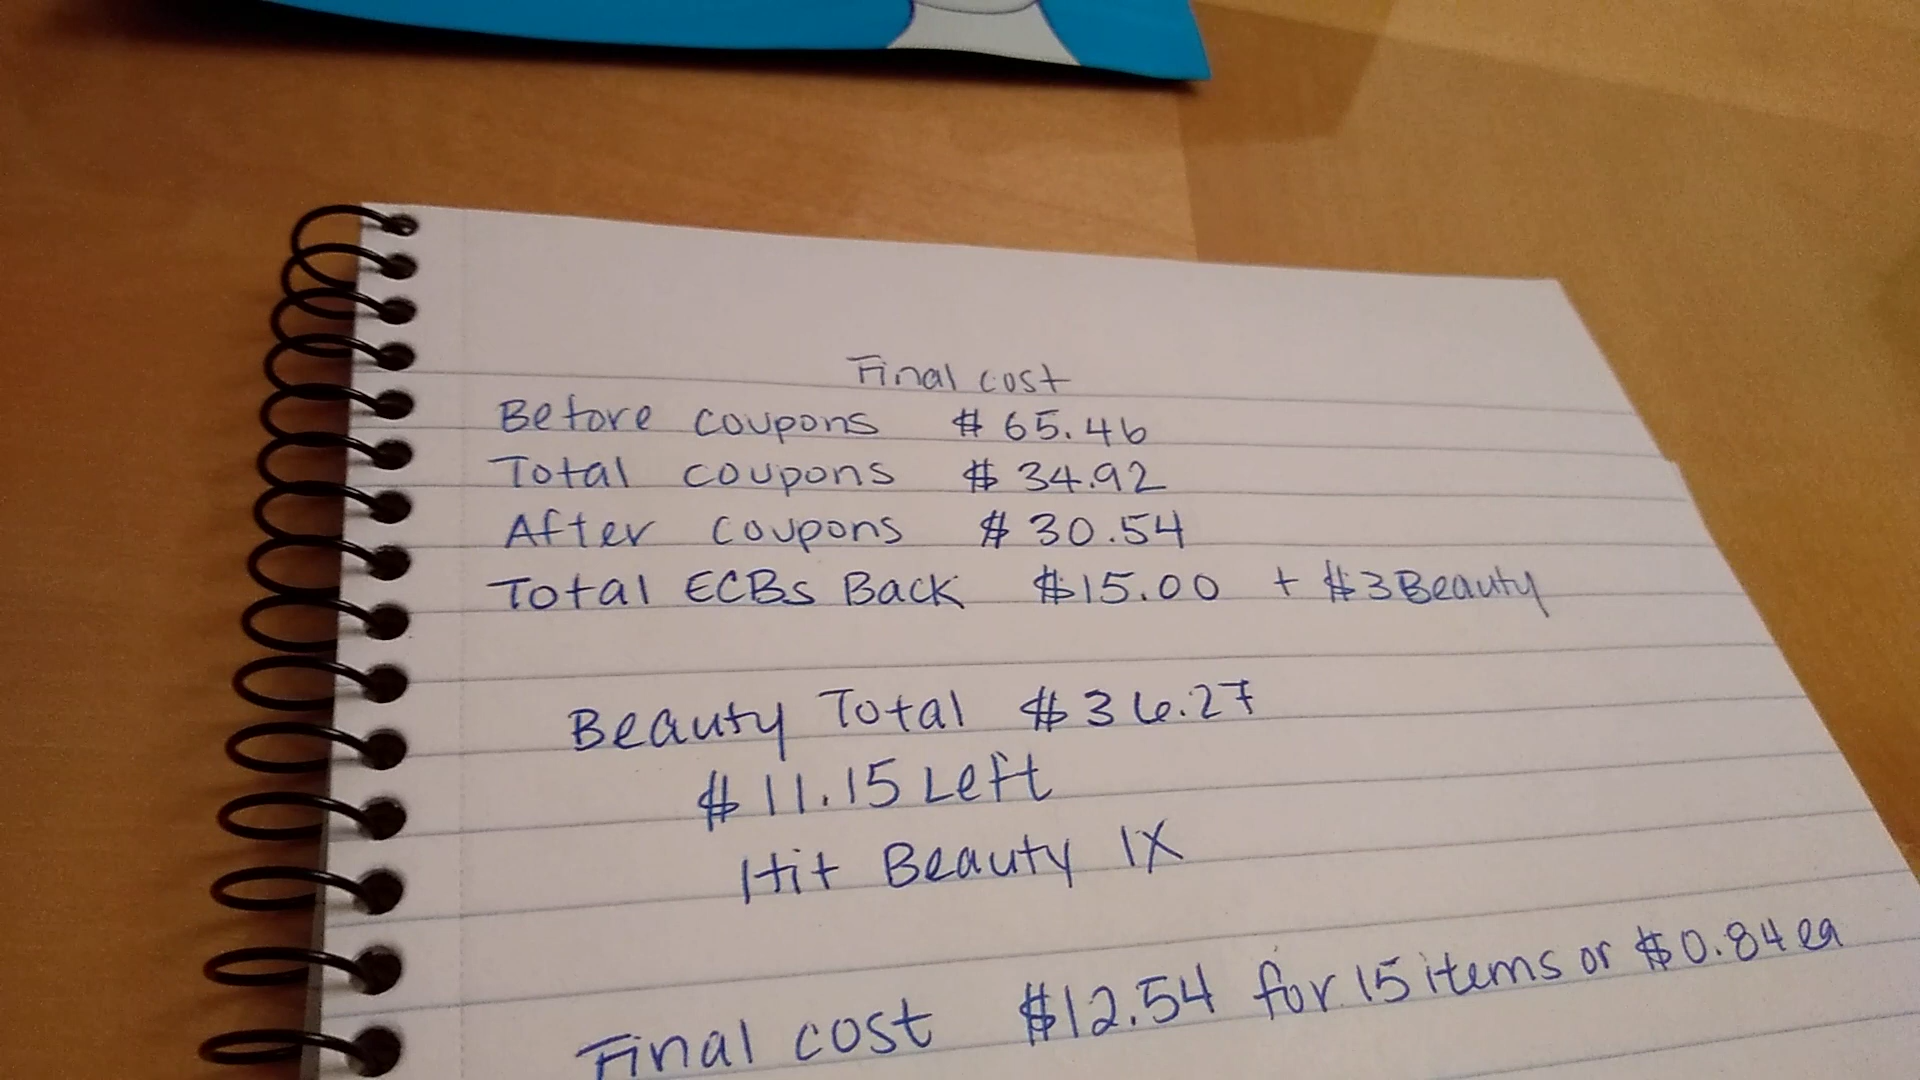 Final cost
Before coupons $ 65.46
Total coupons $ 34.92
After coupons $ 30.54
Total ECBs Back $15.00 + $3 Beauty
Beauty Total $36.27
$11.15 Left
Hit Beauty 1X
Final cost $12.54 for 15 items or $0.84 ea